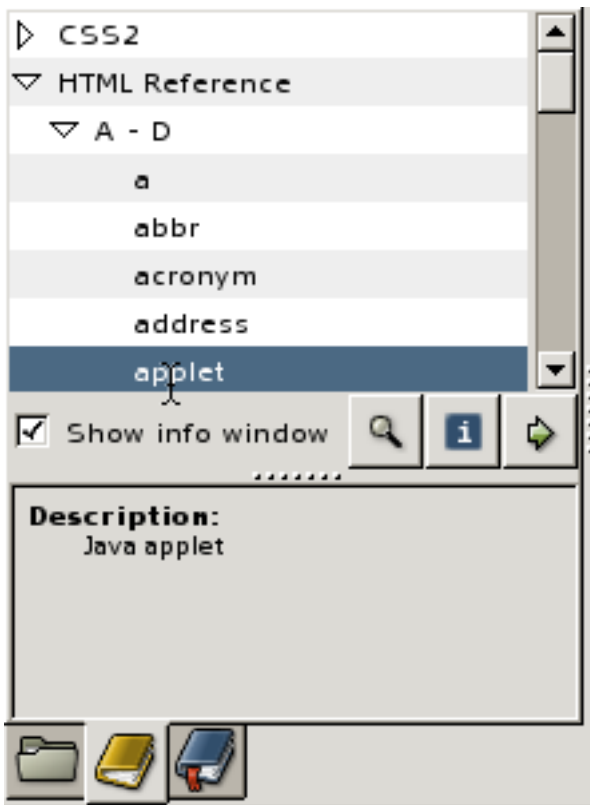 CSS2
HTML Reference
A - D
a
abbr
acronym
address
applet
Show info window
i
Description:
Java applet